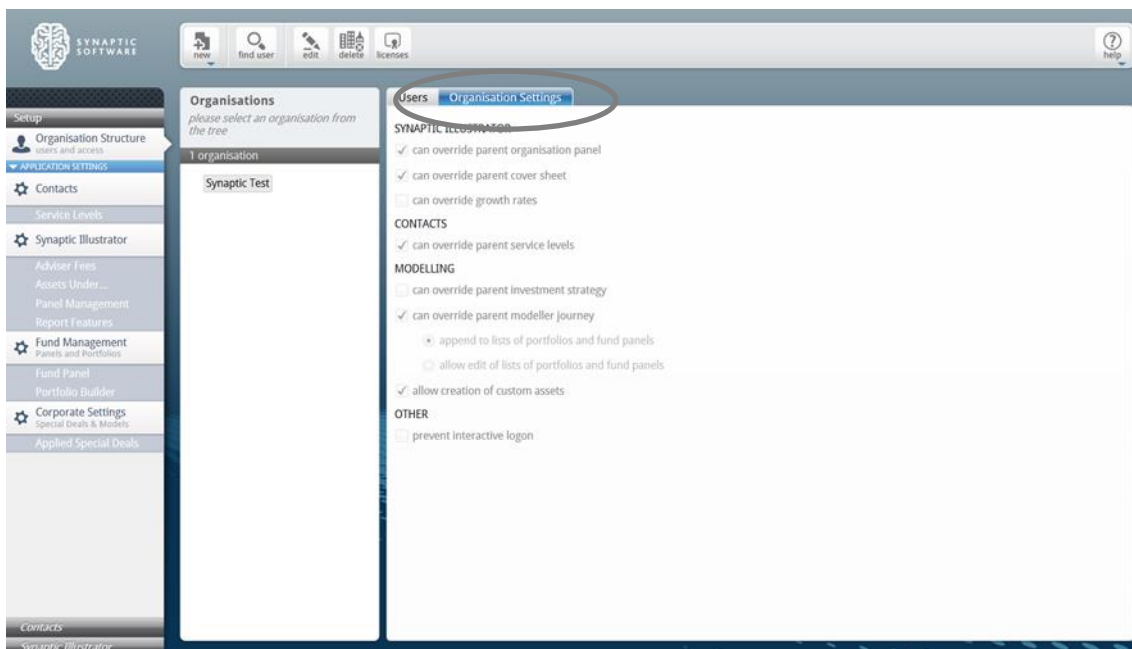 SYNAPTIC
SOFTWARE
new
find user
edit
delete
licenses
help
Setup
Organisation Structure
users and access
APPLICATION SETTINGS
Contacts
Service Levels
Synaptic Illustrator
Adviser Fees
Assets Under...
Panel Management
Report Features
Fund Management
Panels and Portfolios
Fund Panel
Portfolio Builder
Corporate Settings
Special Deals & Models
Applied Special Deals
Contacts
Synaptic Illustrator
Organisations
please select an organisation from
the tree
1 organisation
Synaptic Test
Users
Organisation Settings
SYNAPTIC ILLUSTRATOR
can override parent organisation panel
can override parent cover sheet
can override growth rates
CONTACTS
can override parent service levels
MODELLING
can override parent investment strategy
can override parent modeller journey
append to lists of portfolios and fund panels
allow edit of lists of portfolios and fund panels
allow creation of custom assets
OTHER
prevent interactive logon